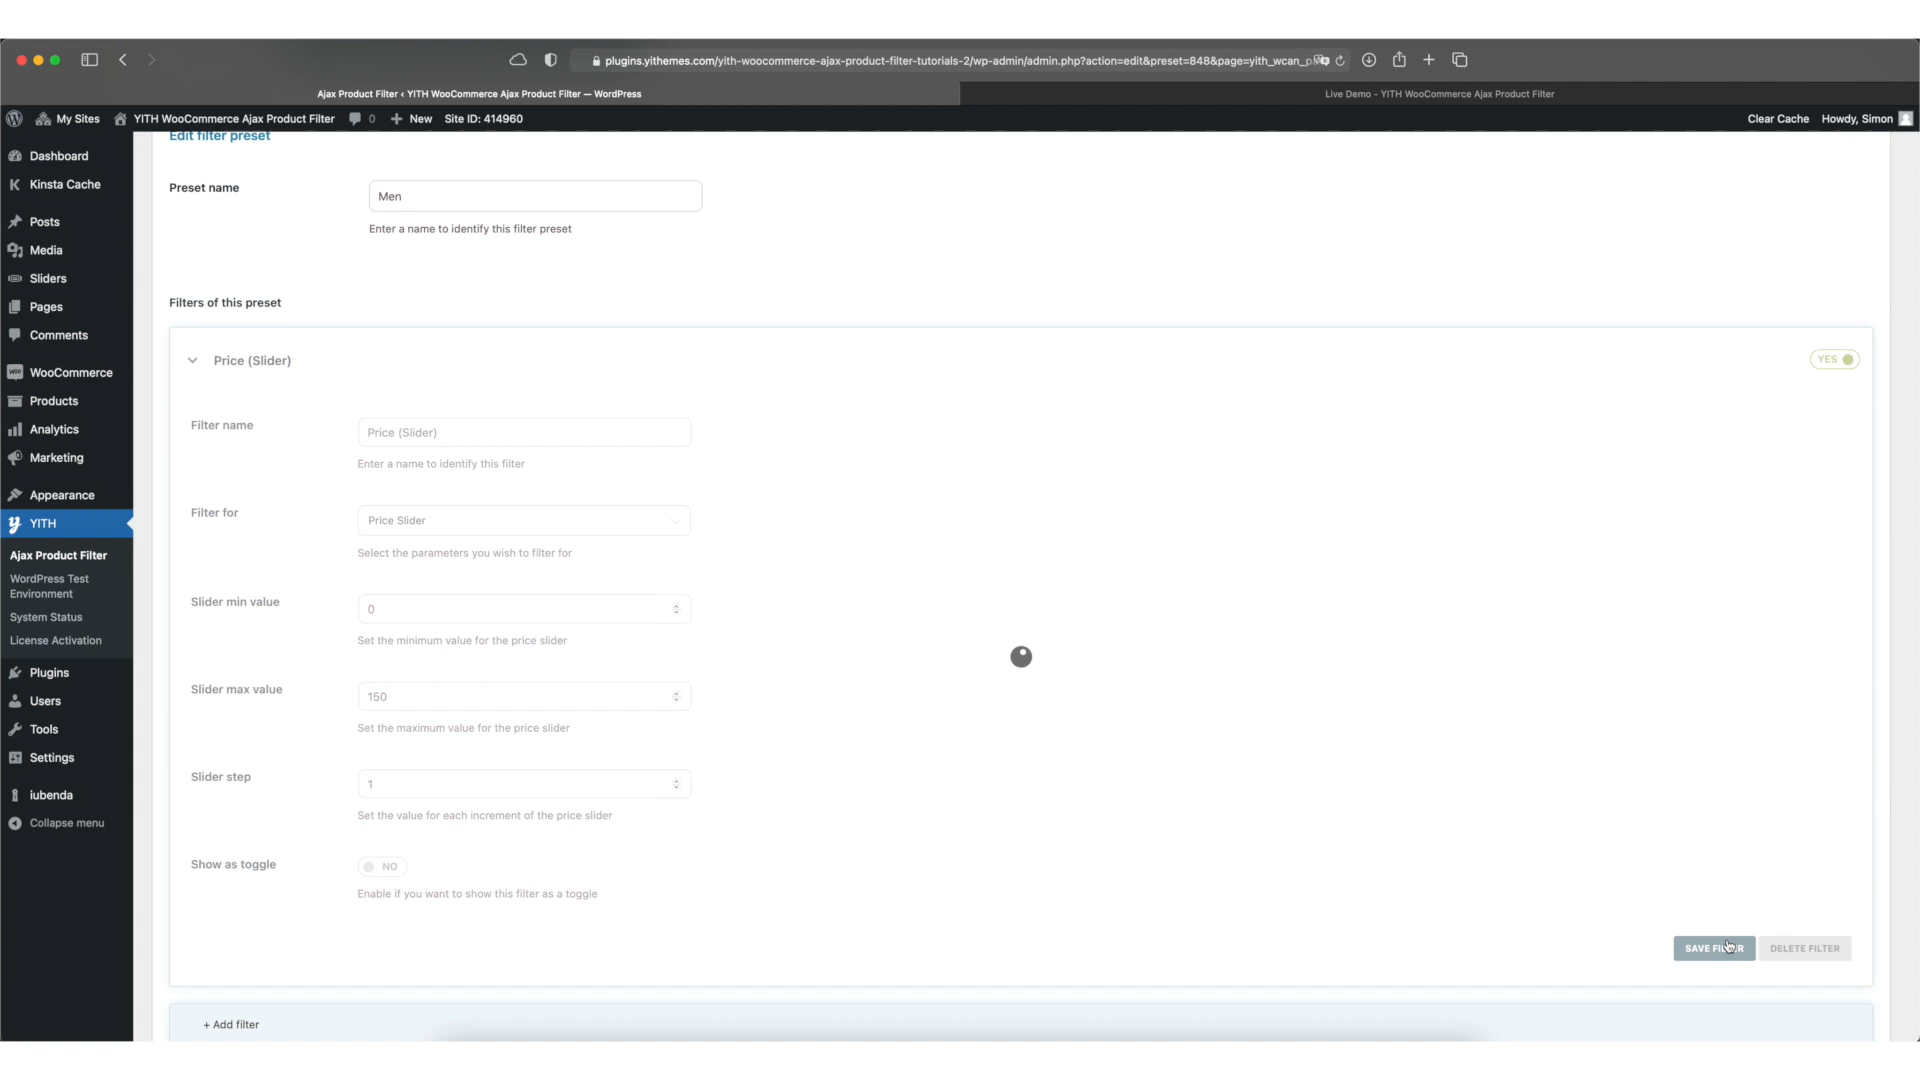 plugins.yithemes.com/yith-woocommerce-ajax-product-filter-tutorials-2/wp-admin/admin.php?action=edit&preset=848&page=yith_wcan_p
Ajax Product Filter ‹ YITH WooCommerce Ajax Product Filter — WordPress
Live Demo - YITH WooCommerce Ajax Product Filter
My Sites
YITH WooCommerce Ajax Product Filter
0
New
Site ID: 414960
Clear Cache
Howdy, Simon
Dashboard
Kinsta Cache
Posts
Media
Sliders
Pages
Comments
WooCommerce
Products
Analytics
Marketing
Appearance
YITH
Ajax Product Filter
WordPress Test
Environment
System Status
License Activation
Plugins
Users
Tools
Settings
iubenda
Collapse menu
Edit filter preset
Preset name
Men
Enter a name to identify this filter preset
Filters of this preset
Price (Slider)
YES
Filter name
Price (Slider)
Enter a name to identify this filter
Filter for
Price Slider
Select the parameters you wish to filter for
Slider min value
0
Set the minimum value for the price slider
Slider max value
150
Set the maximum value for the price slider
Slider step
1
Set the value for each increment of the price slider
Show as toggle
NO
Enable if you want to show this filter as a toggle
SAVE FILTER
DELETE FILTER
+ Add filter